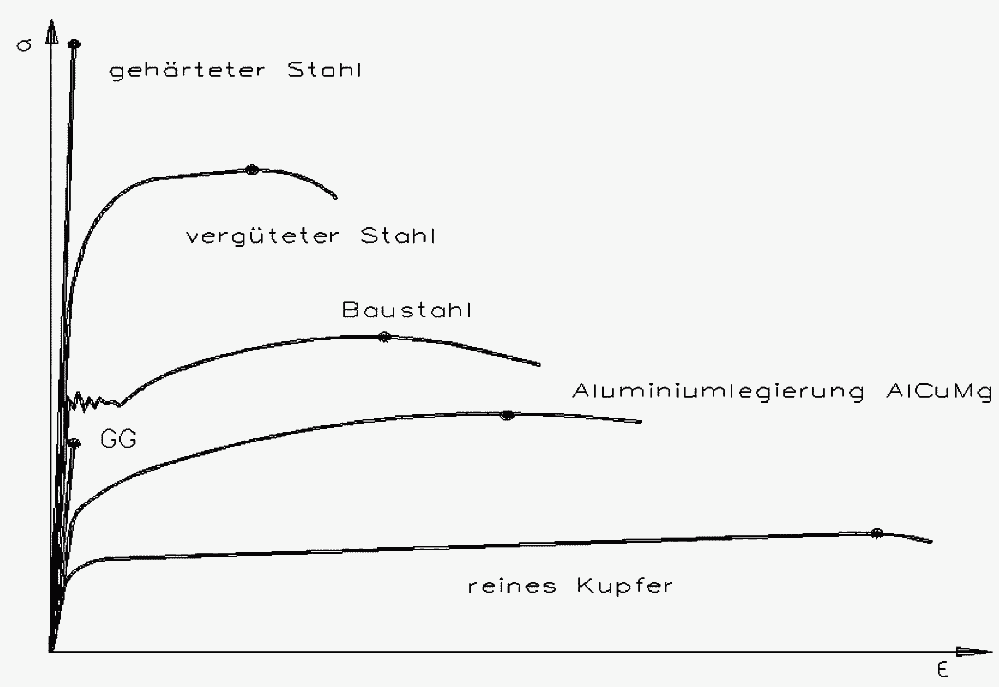 σ
gehärteter Stahl
vergüteter Stahl
Baustahl
Aluminiumlegierung AlCuMg
GG
reines Kupfer
ε